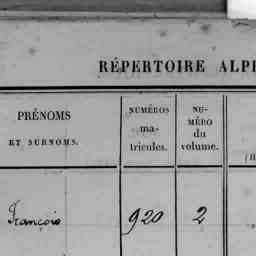 RÉPERTOIRE ALP
PRÉNOMS
ET SURNOMS.
NUMÉROS
ma-
tricules.
NU-
MÉRO
du
volume.
François
920
2